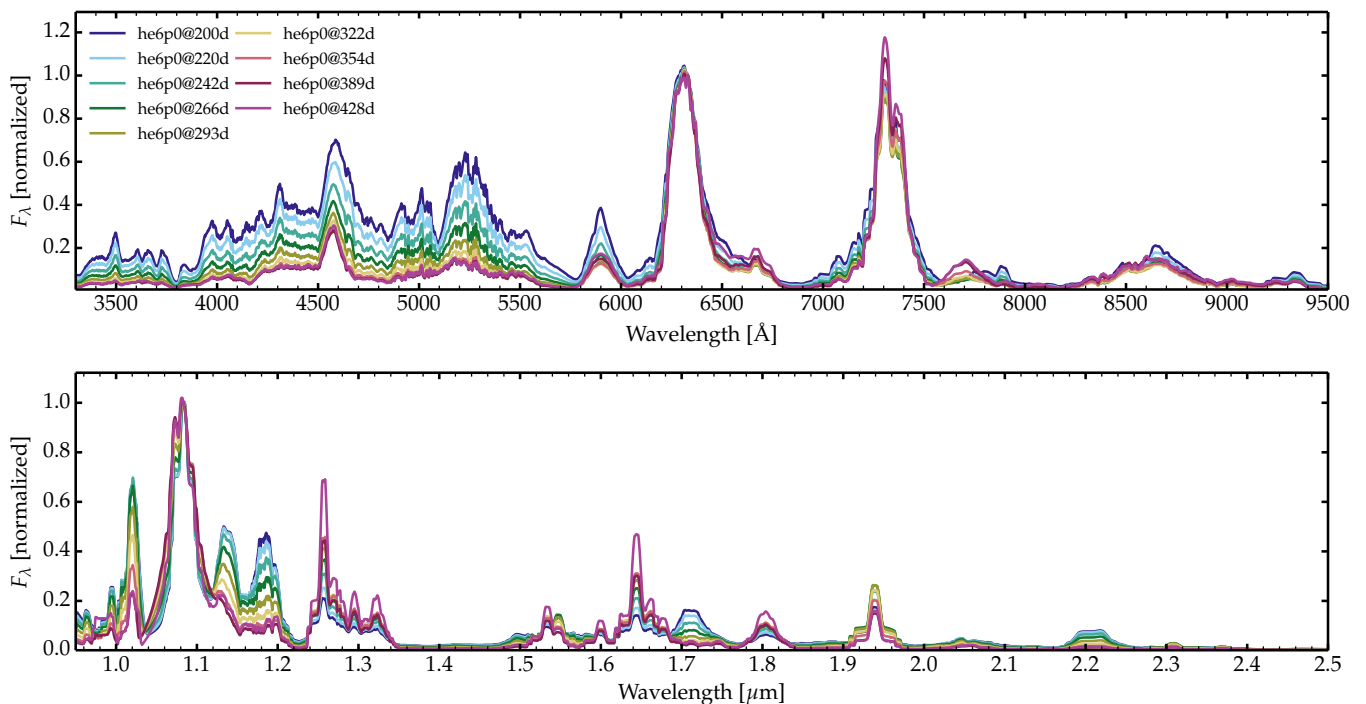 1.2
1.0
0.8
0.6
0.4
0.2
F_λ [normalized]
he6p0@200d
he6p0@220d
he6p0@242d
he6p0@266d
he6p0@293d
he6p0@322d
he6p0@354d
he6p0@389d
he6p0@428d
3500 4000 4500 5000 5500 6000 6500 7000 7500 8000 8500 9000 9500
Wavelength [Å]
1.0
0.8
0.6
0.4
0.2
0.0
F_λ [normalized]
1.0 1.1 1.2 1.3 1.4 1.5 1.6 1.7 1.8 1.9 2.0 2.1 2.2 2.3 2.4 2.5
Wavelength [μm]